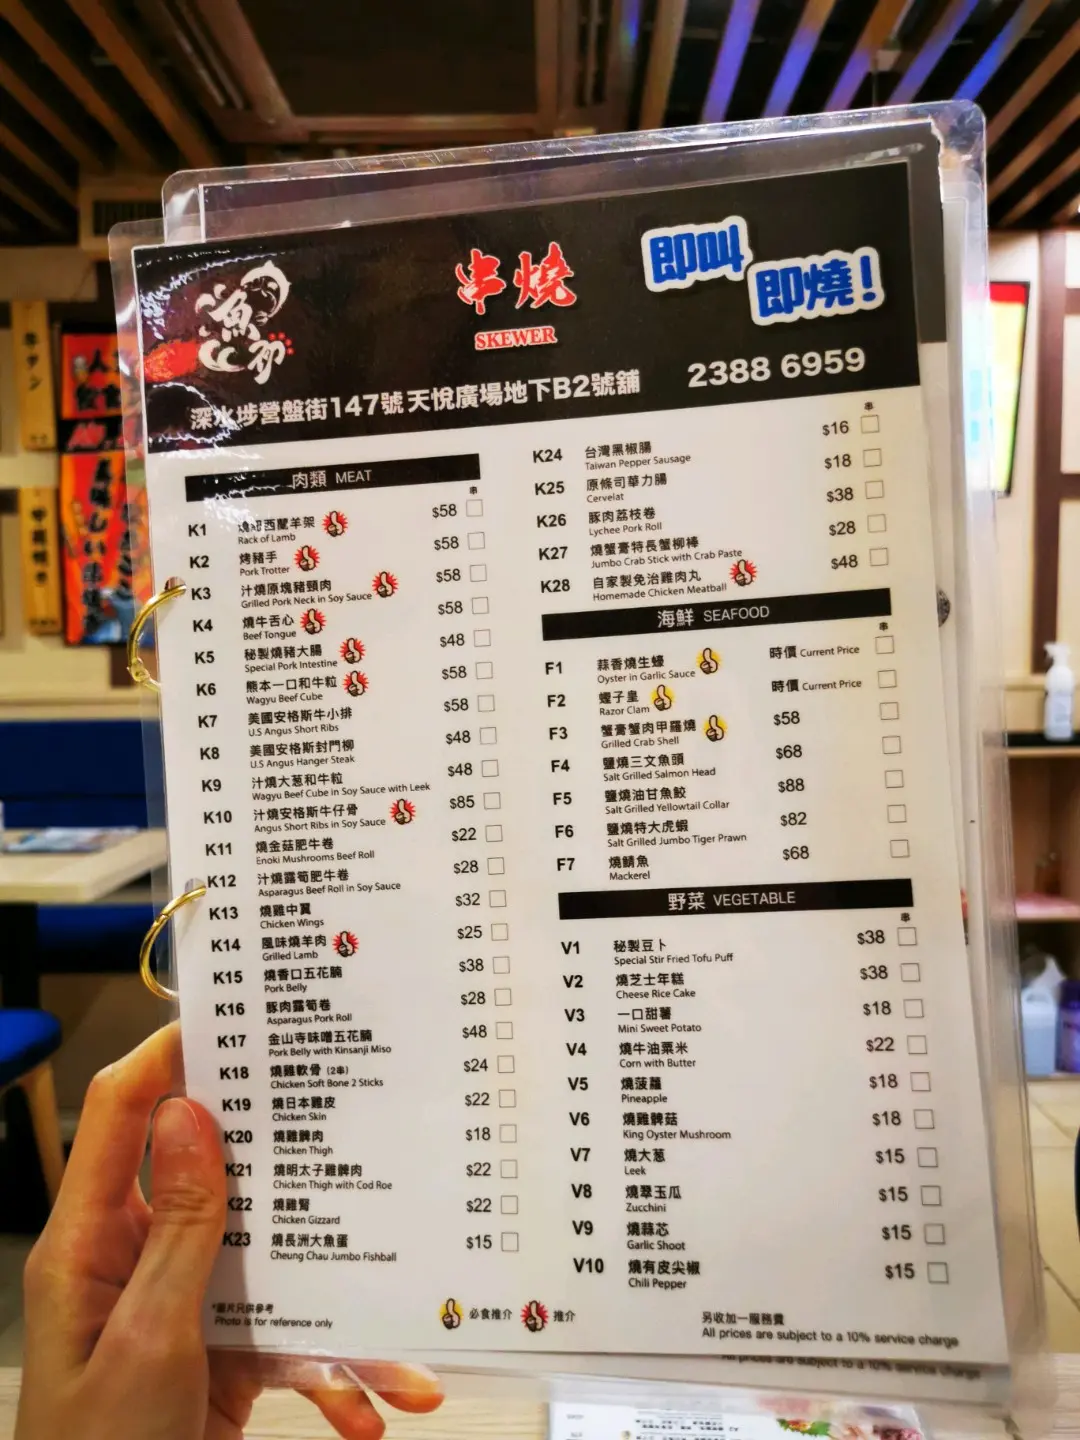 漁初
串燒
SKEWER
即叫
即燒！
深水埗營盤街147號天悅廣場地下B2號舖
2388 6959
肉類 MEAT
串
K1 燒紐西蘭羊架 $58
Rack of Lamb
K2 烤豬手 $58
Pork Trotter
K3 汁燒原塊豬頸肉 $58
Grilled Pork Neck in Soy Sauce
K4 燒牛舌心 $58
Beef Tongue
K5 秘製燒豬大腸 $48
Special Pork Intestine
K6 熊本一口和牛粒 $58
Wagyu Beef Cube
K7 美國安格斯牛小排 $58
U.S Angus Short Ribs
K8 美國安格斯封門柳 $48
U.S Angus Hanger Steak
K9 汁燒大葱和牛粒 $48
Wagyu Beef Cube in Soy Sauce with Leek
K10 汁燒安格斯牛仔骨 $85
Angus Short Ribs in Soy Sauce
K11 燒金菇肥牛卷 $22
Enoki Mushrooms Beef Roll
K12 汁燒露筍肥牛卷 $28
Asparagus Beef Roll in Soy Sauce
K13 燒雞中翼 $32
Chicken Wings
K14 風味燒羊肉 $25
Grilled Lamb
K15 燒香口五花腩 $38
Pork Belly
K16 豚肉露筍卷 $28
Asparagus Pork Roll
K17 金山寺味噌五花腩 $48
Pork Belly with Kinsanji Miso
K18 燒雞軟骨 (2串) $24
Chicken Soft Bone 2 Sticks
K19 燒日本雞皮 $22
Chicken Skin
K20 燒雞髀肉 $18
Chicken Thigh
K21 燒明太子雞髀肉 $22
Chicken Thigh with Cod Roe
K22 燒雞腎 $22
Chicken Gizzard
K23 燒長洲大魚蛋 $15
Cheung Chau Jumbo Fishball
串
K24 台灣黑椒腸 $16
Taiwan Pepper Sausage
K25 原條司華力腸 $18
Cervelat
K26 豚肉荔枝卷 $38
Lychee Pork Roll
K27 燒蟹膏特長蟹柳棒 $28
Jumbo Crab Stick with Crab Paste
K28 自家製免治雞肉丸 $48
Homemade Chicken Meatball
海鮮 SEAFOOD
串
F1 蒜香燒生蠔 時價 Current Price
Oyster in Garlic Sauce
F2 蟶子皇 時價 Current Price
Razor Clam
F3 蟹膏蟹肉甲羅燒 $58
Grilled Crab Shell
F4 鹽燒三文魚頭 $68
Salt Grilled Salmon Head
F5 鹽燒油甘魚鮫 $88
Salt Grilled Yellowtail Collar
F6 鹽燒特大虎蝦 $82
Salt Grilled Jumbo Tiger Prawn
F7 燒鯖魚 $68
Mackerel
野菜 VEGETABLE
串
V1 秘製豆卜 $38
Special Stir Fried Tofu Puff
V2 燒芝士年糕 $38
Cheese Rice Cake
V3 一口甜薯 $18
Mini Sweet Potato
V4 燒牛油粟米 $22
Corn with Butter
V5 燒菠蘿 $18
Pineapple
V6 燒雞髀菇 $18
King Oyster Mushroom
V7 燒大葱 $15
Leek
V8 燒翠玉瓜 $15
Zucchini
V9 燒蒜芯 $15
Garlic Shoot
V10 燒有皮尖椒 $15
Chili Pepper
*圖片只供參考
Photo is for reference only
必食推介
推介
另收加一服務費
All prices are subject to a 10% service charge
All prices are subject to a 10% service charge